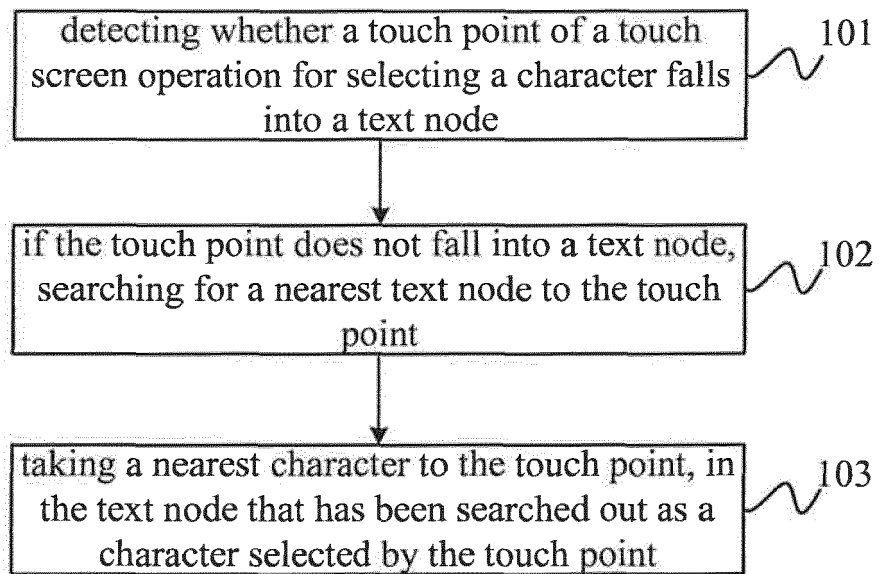 detecting whether a touch point of a touch
screen operation for selecting a character falls
into a text node
101
if the touch point does not fall into a text node,
searching for a nearest text node to the touch
point
102
taking a nearest character to the touch point, in
the text node that has been searched out as a
character selected by the touch point
103